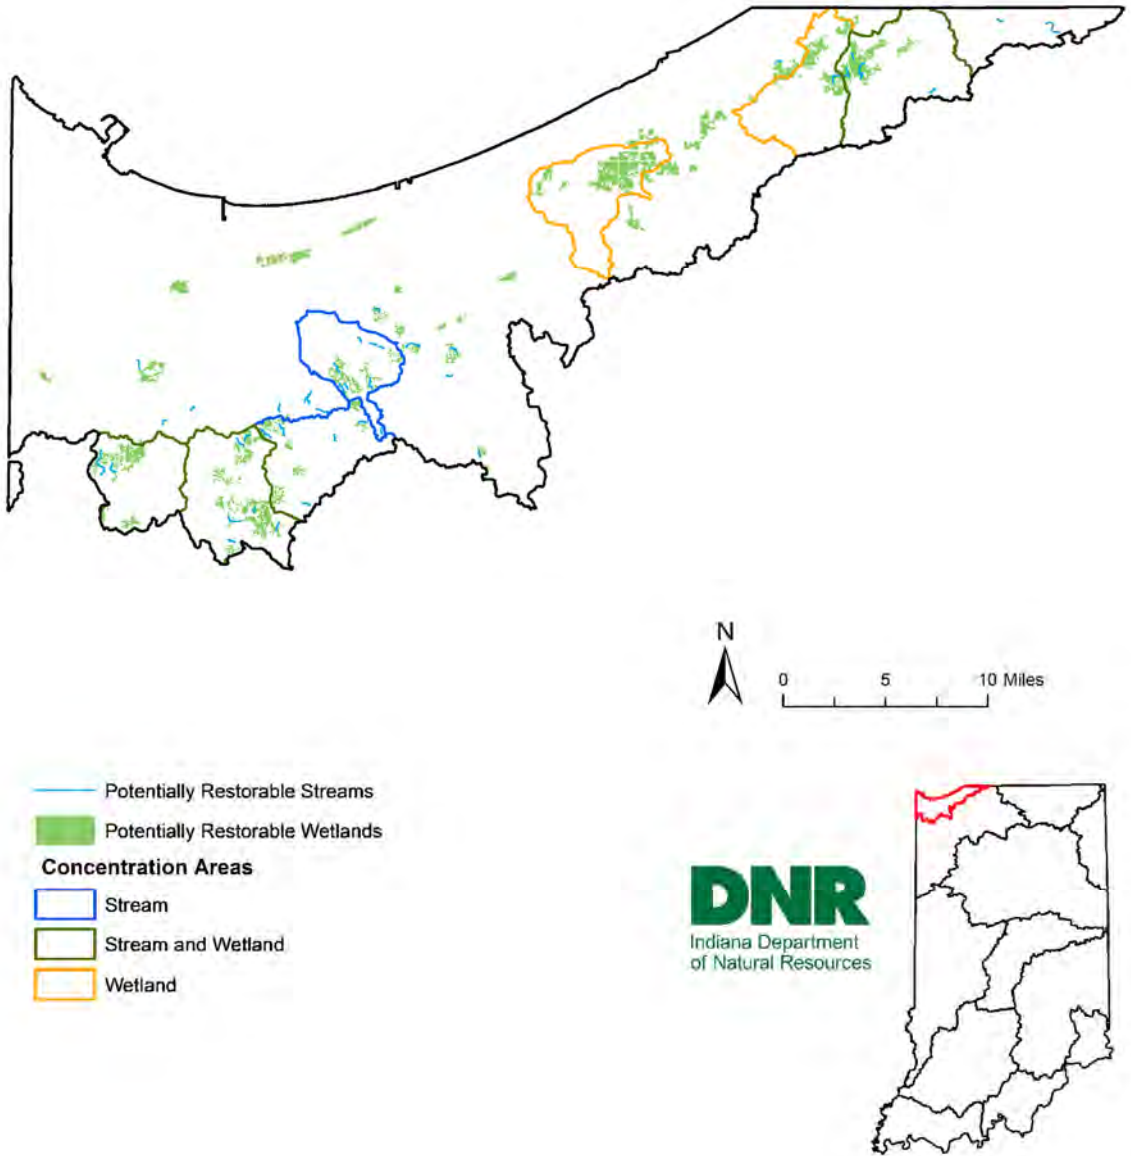 N
0 5 10 Miles
Potentially Restorable Streams
Potentially Restorable Wetlands
Concentration Areas
Stream
Stream and Wetland
Wetland
DNR
Indiana Department
of Natural Resources